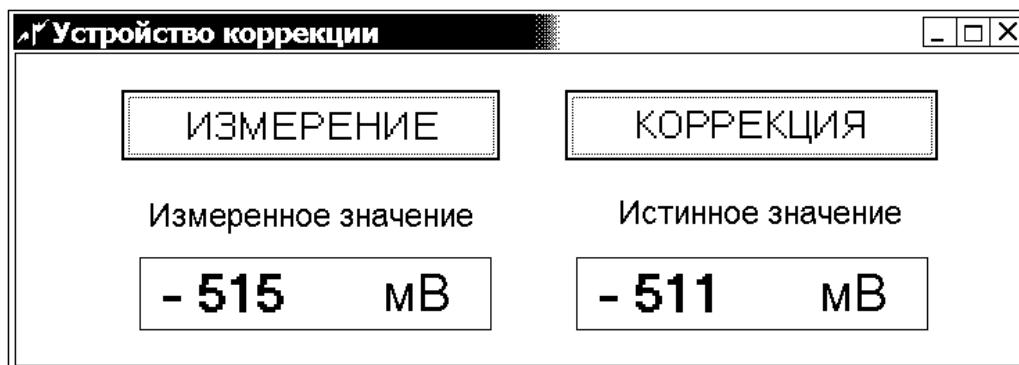 Устройство коррекции
ИЗМЕРЕНИЕ КОРРЕКЦИЯ
Измеренное значение Истинное значение
- 515 мВ - 511 мВ